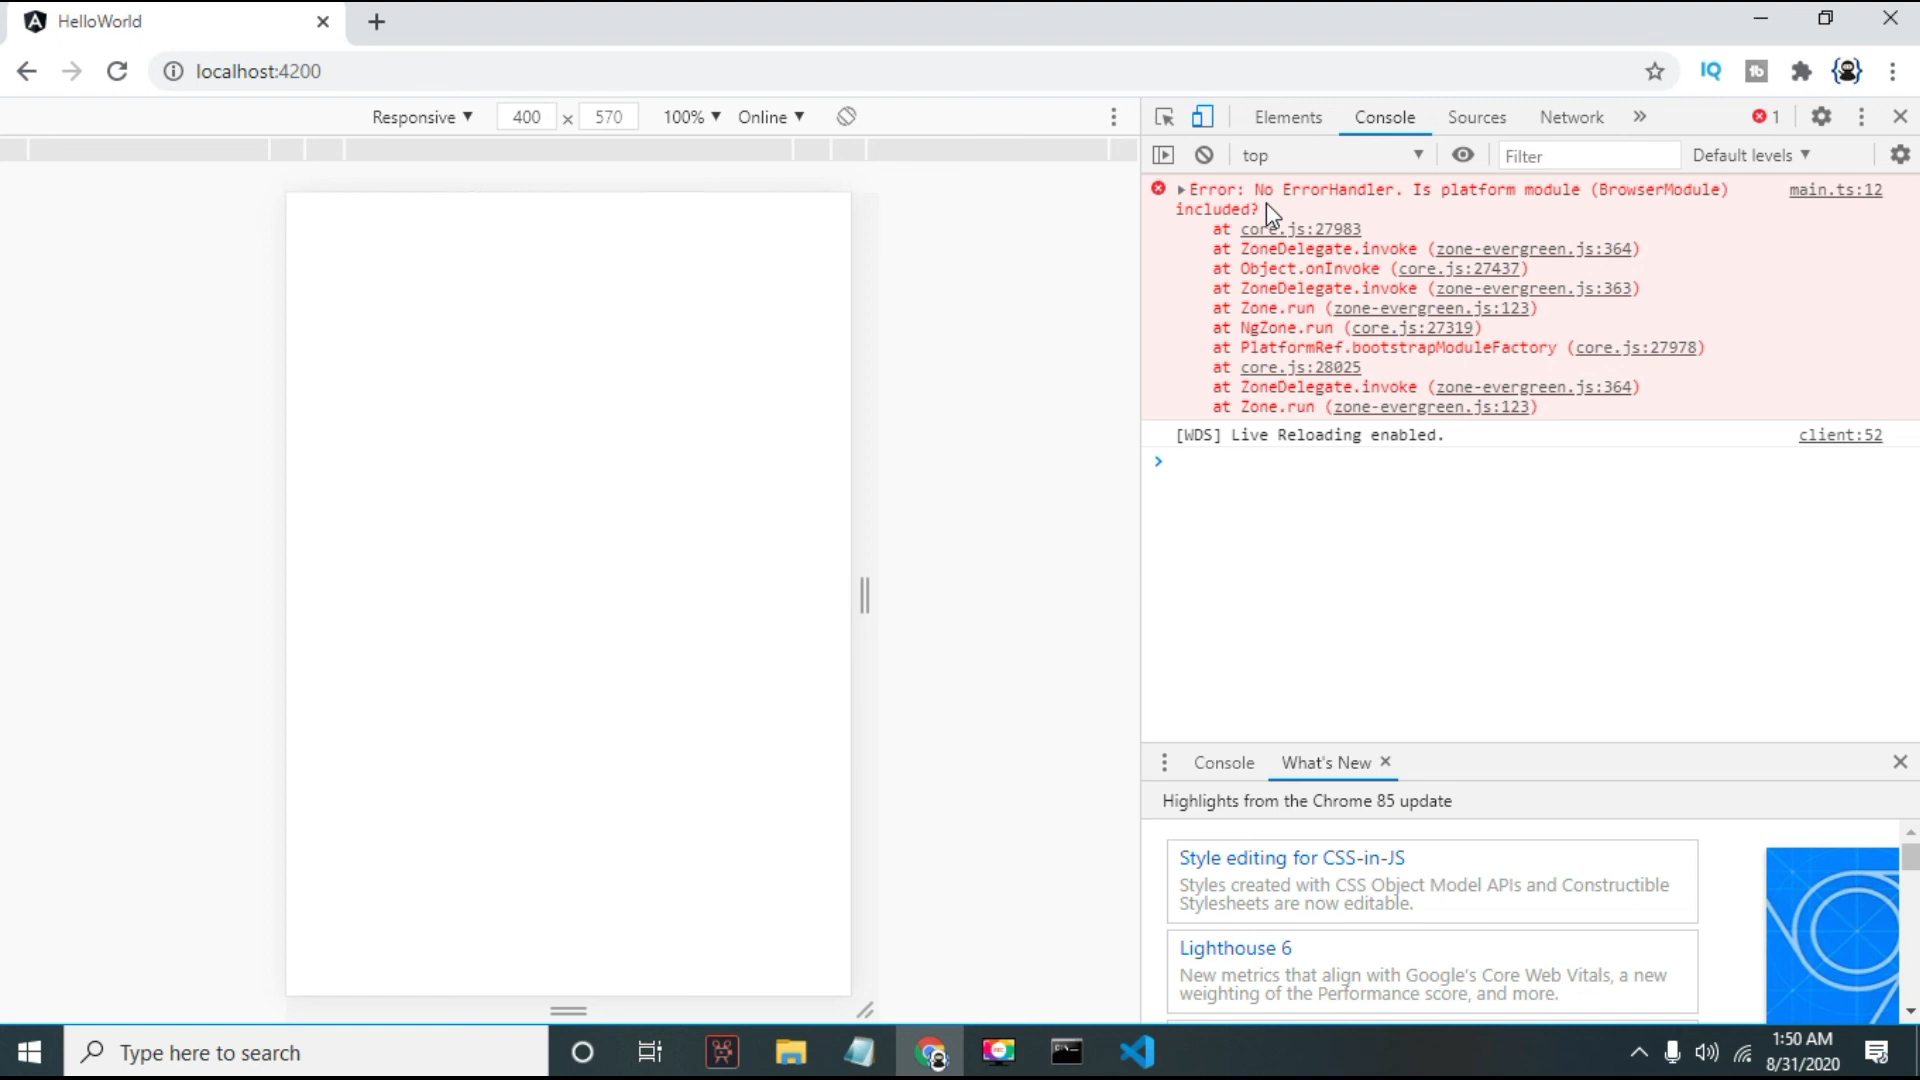 HelloWorld
localhost:4200
IQ
tb
Responsive ▼ 400 × 570 100% ▼ Online ▼
Elements Console Sources Network » 1
top ▼ Filter Default levels ▼
Error: No ErrorHandler. Is platform module (BrowserModule) main.ts:12
included?
at core.js:27983
at ZoneDelegate.invoke (zone-evergreen.js:364)
at Object.onInvoke (core.js:27437)
at ZoneDelegate.invoke (zone-evergreen.js:363)
at Zone.run (zone-evergreen.js:123)
at NgZone.run (core.js:27319)
at PlatformRef.bootstrapModuleFactory (core.js:27978)
at core.js:28025
at ZoneDelegate.invoke (zone-evergreen.js:364)
at Zone.run (zone-evergreen.js:123)
[WDS] Live Reloading enabled. client:52
Console What's New
Highlights from the Chrome 85 update
Style editing for CSS-in-JS
Styles created with CSS Object Model APIs and Constructible
Stylesheets are now editable.
Lighthouse 6
New metrics that align with Google's Core Web Vitals, a new
weighting of the Performance score, and more.
Type here to search
1:50 AM
8/31/2020